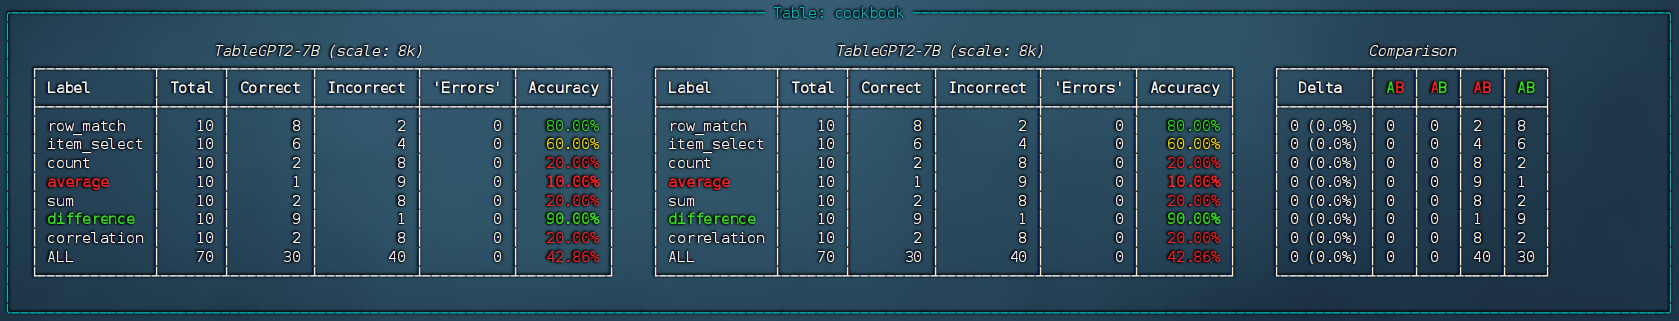 Table: cookbook
TableGPT2-7B (scale: 8k) TableGPT2-7B (scale: 8k) Comparison
Label Total Correct Incorrect 'Errors' Accuracy Label Total Correct Incorrect 'Errors' Accuracy Delta AB AB AB AB
row_match 10 8 2 0 80.00% row_match 10 8 2 0 80.00% 0 (0.0%) 0 0 2 8
item_select 10 6 4 0 60.00% item_select 10 6 4 0 60.00% 0 (0.0%) 0 0 4 6
count 10 2 8 0 20.00% count 10 2 8 0 20.00% 0 (0.0%) 0 0 8 2
average 10 1 9 0 10.00% average 10 1 9 0 10.00% 0 (0.0%) 0 0 9 1
sum 10 2 8 0 20.00% sum 10 2 8 0 20.00% 0 (0.0%) 0 0 8 2
difference 10 9 1 0 90.00% difference 10 9 1 0 90.00% 0 (0.0%) 0 0 1 9
correlation 10 2 8 0 20.00% correlation 10 2 8 0 20.00% 0 (0.0%) 0 0 8 2
ALL 70 30 40 0 42.86% ALL 70 30 40 0 42.86% 0 (0.0%) 0 0 40 30